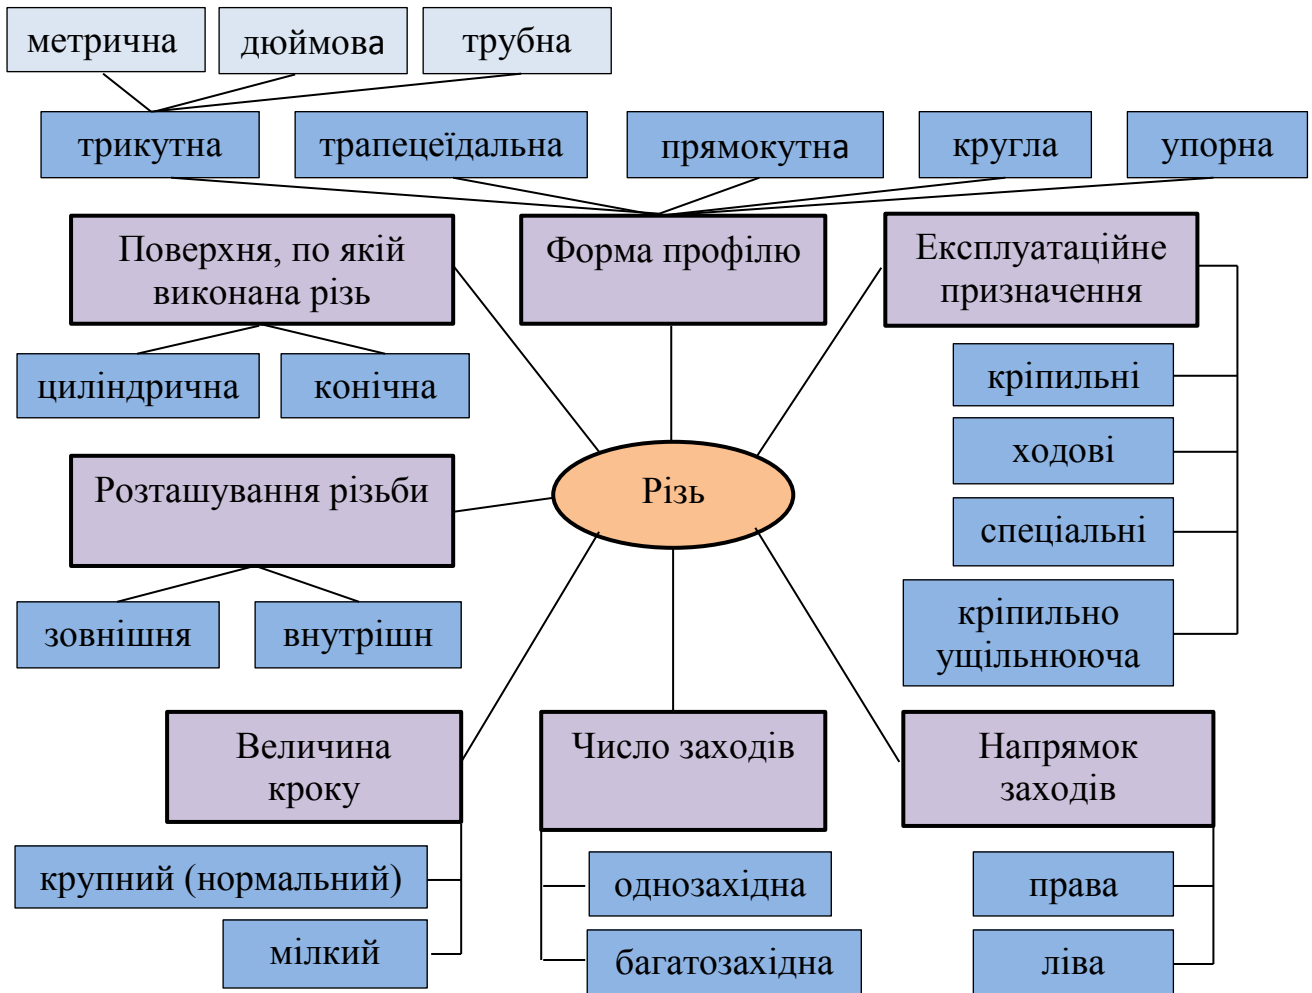 метрична
дюймова
трубна
трикутна
трапецеїдальна
прямокутна
кругла
упорна
Поверхня, по якій
виконана різь
Форма профілю
Експлуатаційне
призначення
циліндрична
конічна
кріпильні
ходові
спеціальні
кріпильно
ущільнююча
Розташування різьби
Різь
зовнішня
внутрішн
Величина
кроку
Число заходів
Напрямок
заходів
крупний (нормальний)
мілкий
однозахідна
багатозахідна
права
ліва